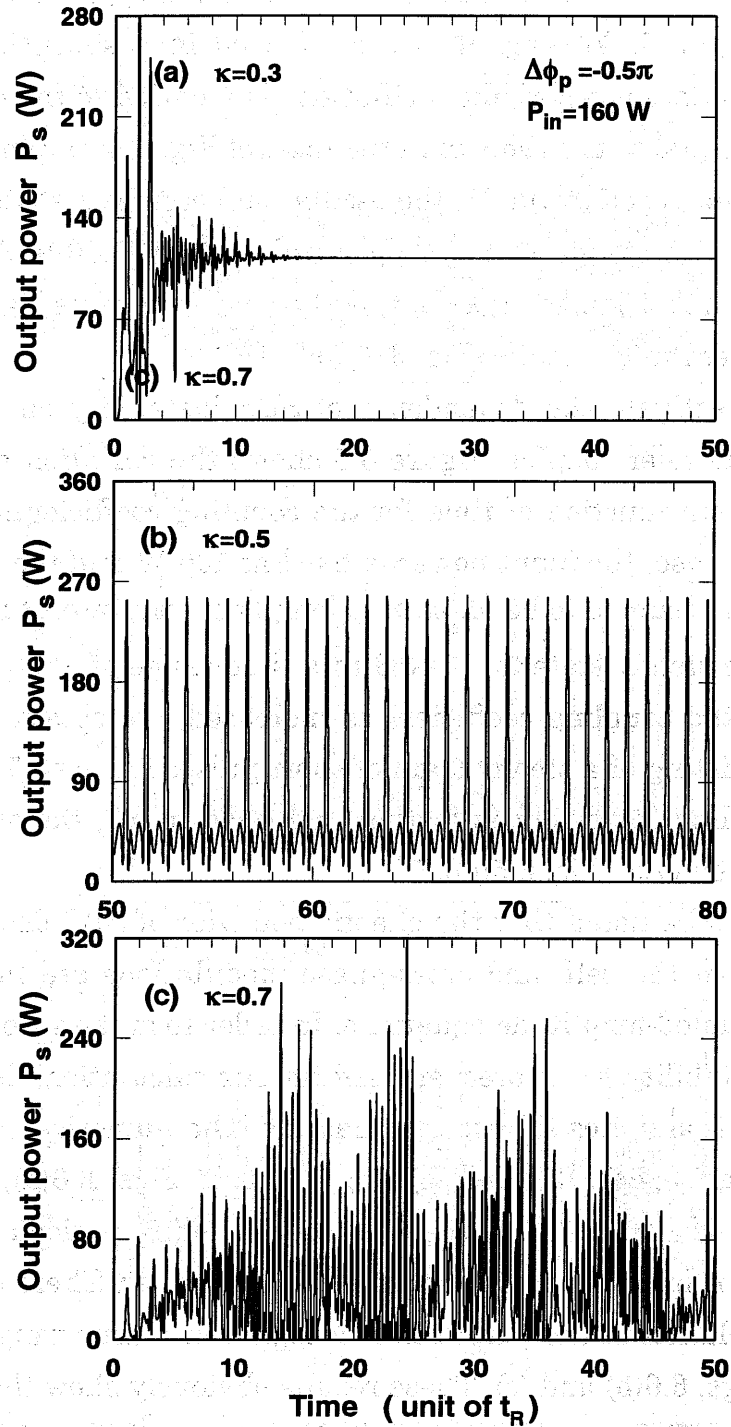 280
(a) κ=0.3
Δϕp =-0.5π
Pin=160 W
210
140
70
(c) κ=0.7
0
0 10 20 30 40 50
Output power Ps (W)
360
(b) κ=0.5
270
180
90
0
50 60 70 80
Output power Ps (W)
320
(c) κ=0.7
240
160
80
0
0 10 20 30 40 50
Output power Ps (W)
Time ( unit of tR)